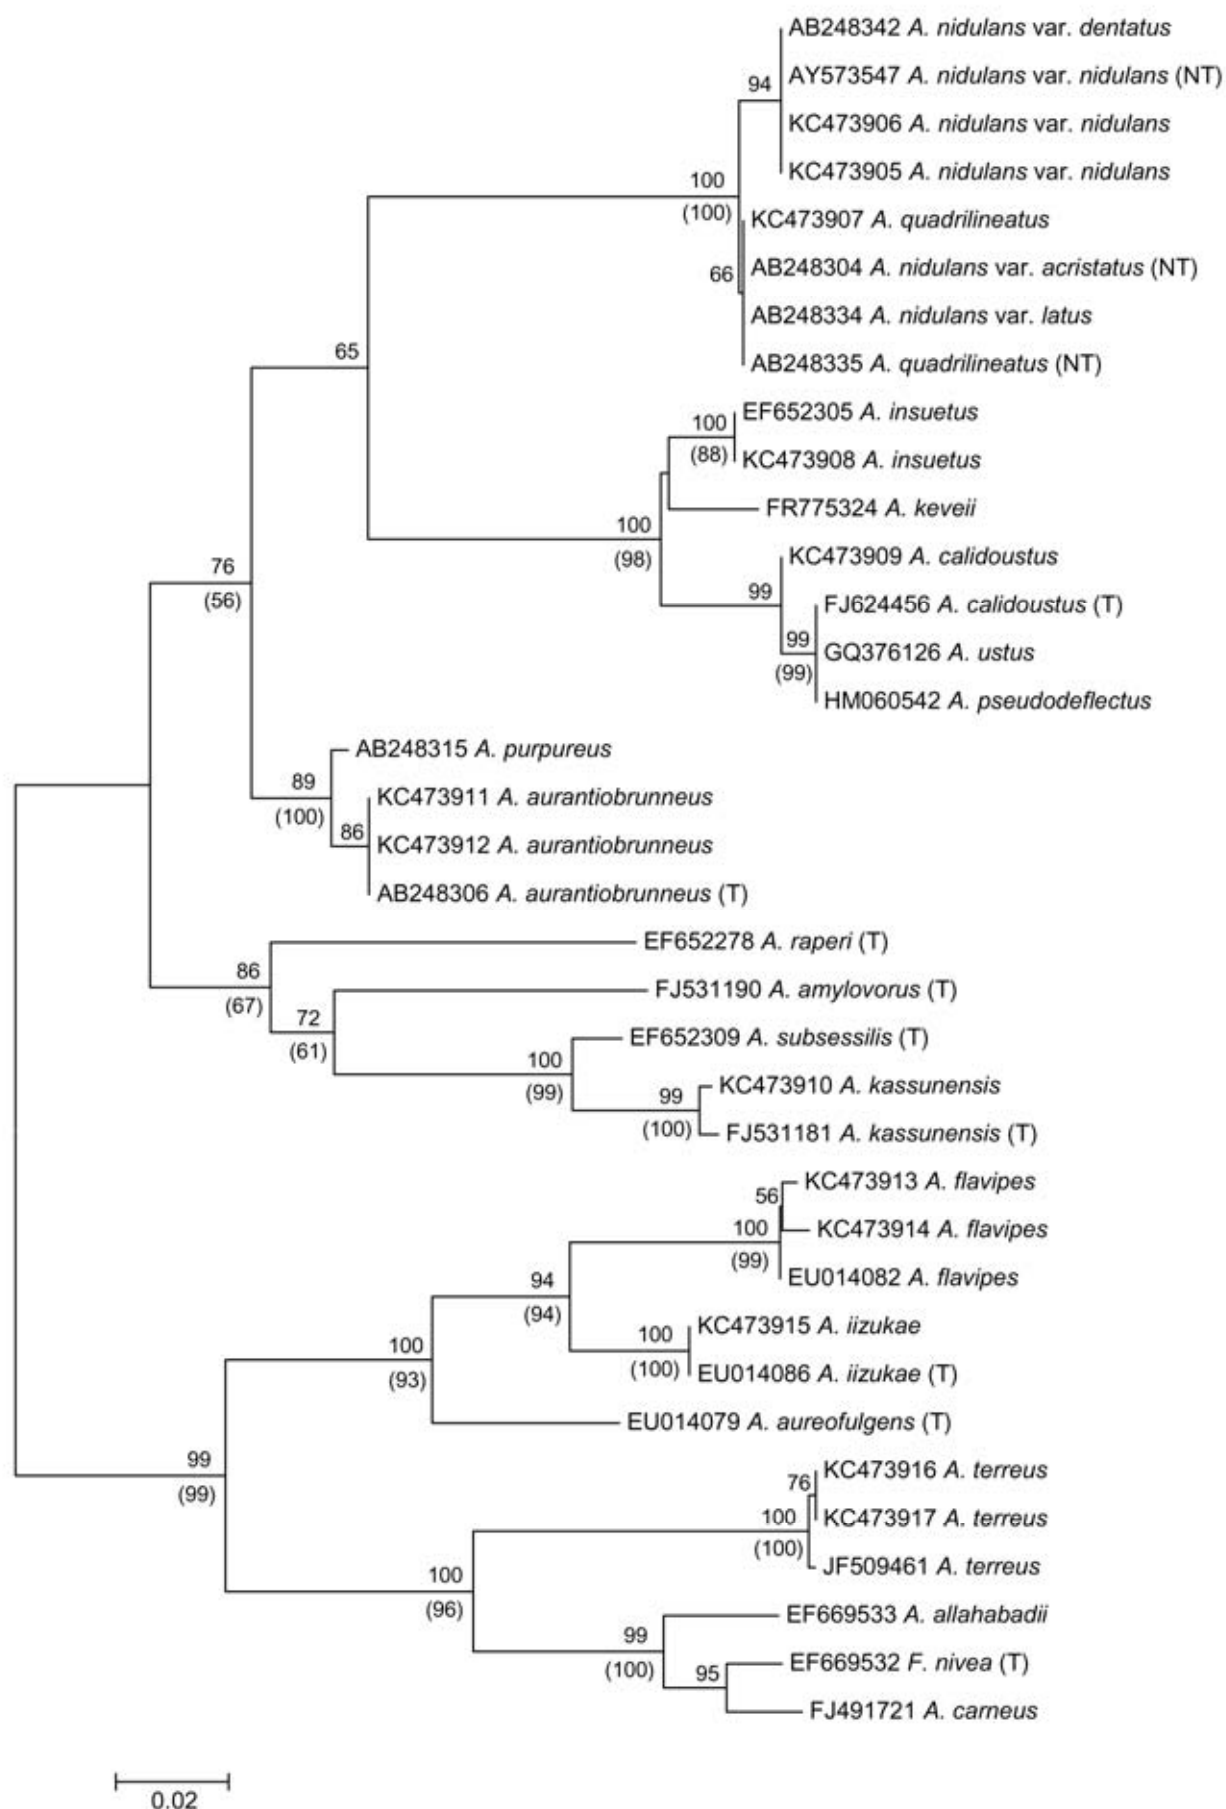 AB248342 A. nidulans var. dentatus
94
AY573547 A. nidulans var. nidulans (NT)
KC473906 A. nidulans var. nidulans
KC473905 A. nidulans var. nidulans
100
(100)
KC473907 A. quadrilineatus
66
AB248304 A. nidulans var. acristatus (NT)
AB248334 A. nidulans var. latus
65
AB248335 A. quadrilineatus (NT)
EF652305 A. insuetus
100
(88)
KC473908 A. insuetus
FR775324 A. keveii
100
(98)
KC473909 A. calidoustus
76
(56)
99
FJ624456 A. calidoustus (T)
99
(99)
GQ376126 A. ustus
HM060542 A. pseudodeflectus
AB248315 A. purpureus
89
(100)
KC473911 A. aurantiobrunneus
86
KC473912 A. aurantiobrunneus
AB248306 A. aurantiobrunneus (T)
EF652278 A. raperi (T)
86
(67)
FJ531190 A. amylovorus (T)
72
(61)
EF652309 A. subsessilis (T)
100
(99)
KC473910 A. kassunensis
99
(100)
FJ531181 A. kassunensis (T)
KC473913 A. flavipes
56
100
(99)
KC473914 A. flavipes
EU014082 A. flavipes
94
(94)
KC473915 A. iizukae
100
(100)
100
(93)
EU014086 A. iizukae (T)
EU014079 A. aureofulgens (T)
99
(99)
KC473916 A. terreus
76
KC473917 A. terreus
100
(100)
JF509461 A. terreus
100
(96)
EF669533 A. allahabadii
99
(100)
EF669532 F. nivea (T)
95
FJ491721 A. carneus
0.02